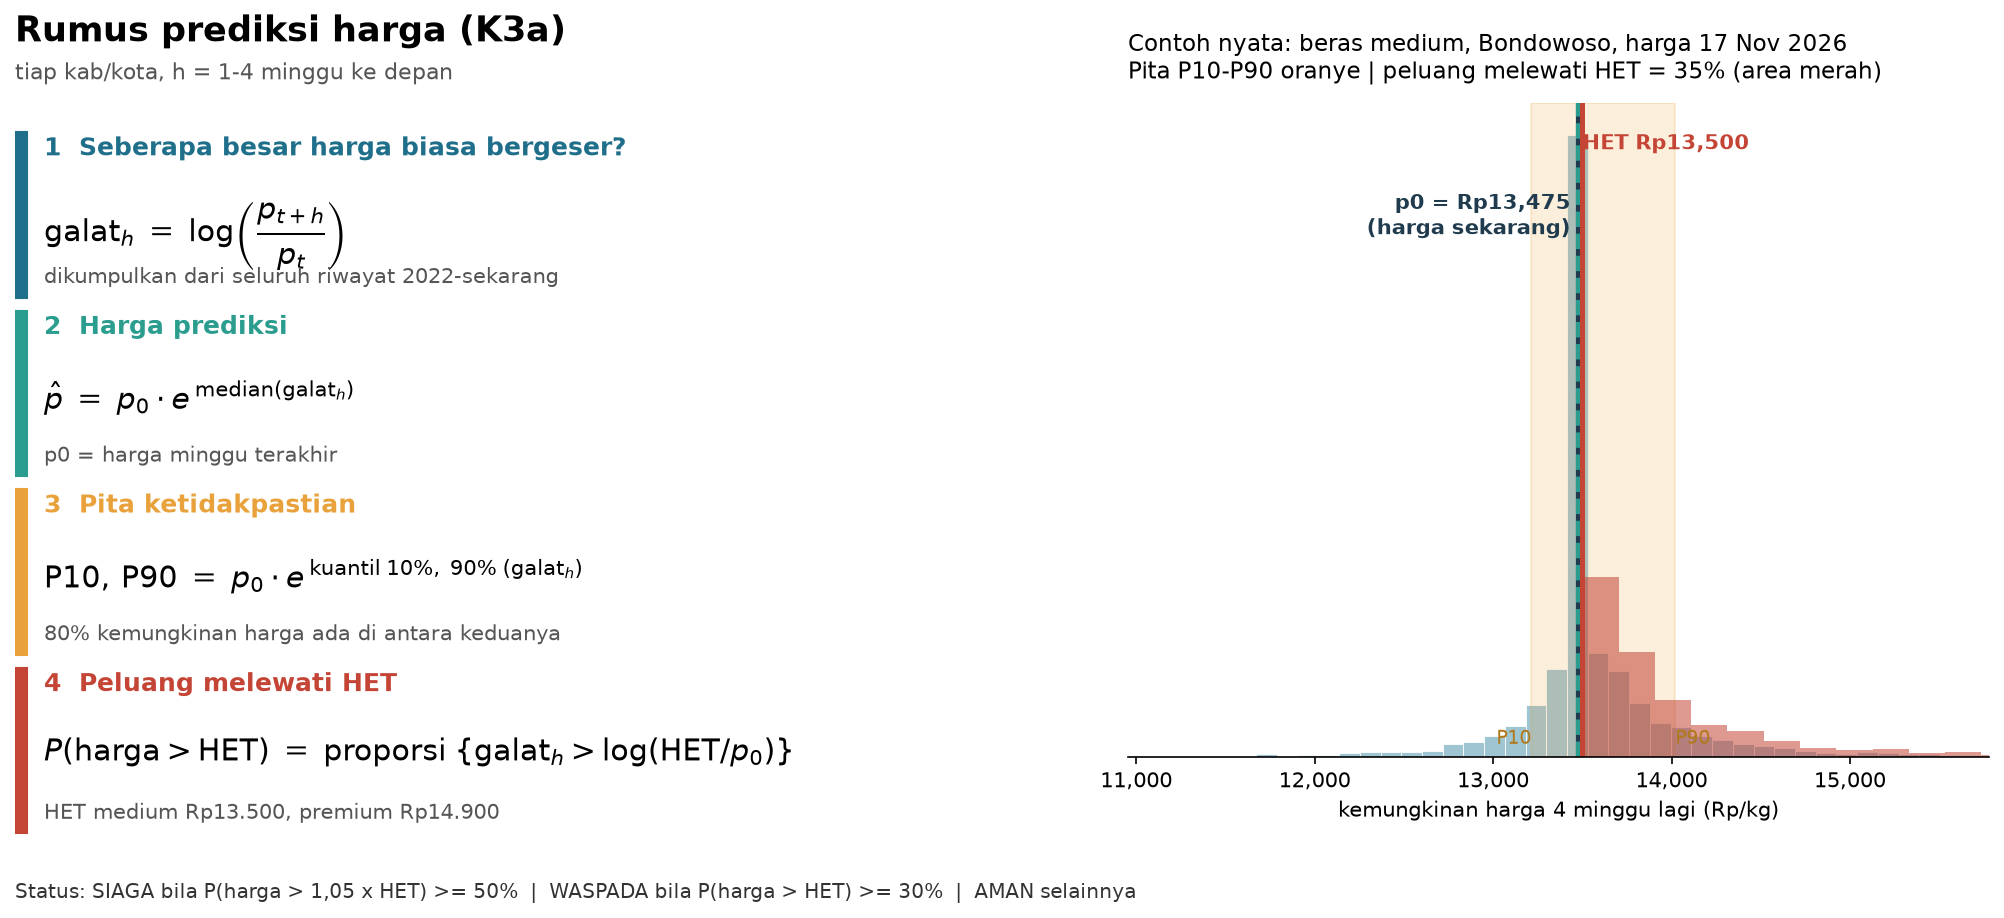 Rumus prediksi harga (K3a)
tiap kab/kota, h = 1-4 minggu ke depan
1 Seberapa besar harga biasa bergeser?
galat_h = log(p_{t+h} / p_t)
dikumpulkan dari seluruh riwayat 2022-sekarang
2 Harga prediksi
p̂ = p_0 · e^{median(galat_h)}
p0 = harga minggu terakhir
3 Pita ketidakpastian
P10, P90 = p_0 · e^{kuantil 10%, 90% (galat_h)}
80% kemungkinan harga ada di antara keduanya
4 Peluang melewati HET
P(harga > HET) = proporsi {galat_h > log(HET/p_0)}
HET medium Rp13.500, premium Rp14.900
Contoh nyata: beras medium, Bondowoso, harga 17 Nov 2026
Pita P10-P90 oranye | peluang melewati HET = 35% (area merah)
HET Rp13,500
p0 = Rp13,475
(harga sekarang)
P10 P90
11,000 12,000 13,000 14,000 15,000
kemungkinan harga 4 minggu lagi (Rp/kg)
Status: SIAGA bila P(harga > 1,05 x HET) >= 50% | WASPADA bila P(harga > HET) >= 30% | AMAN selainnya